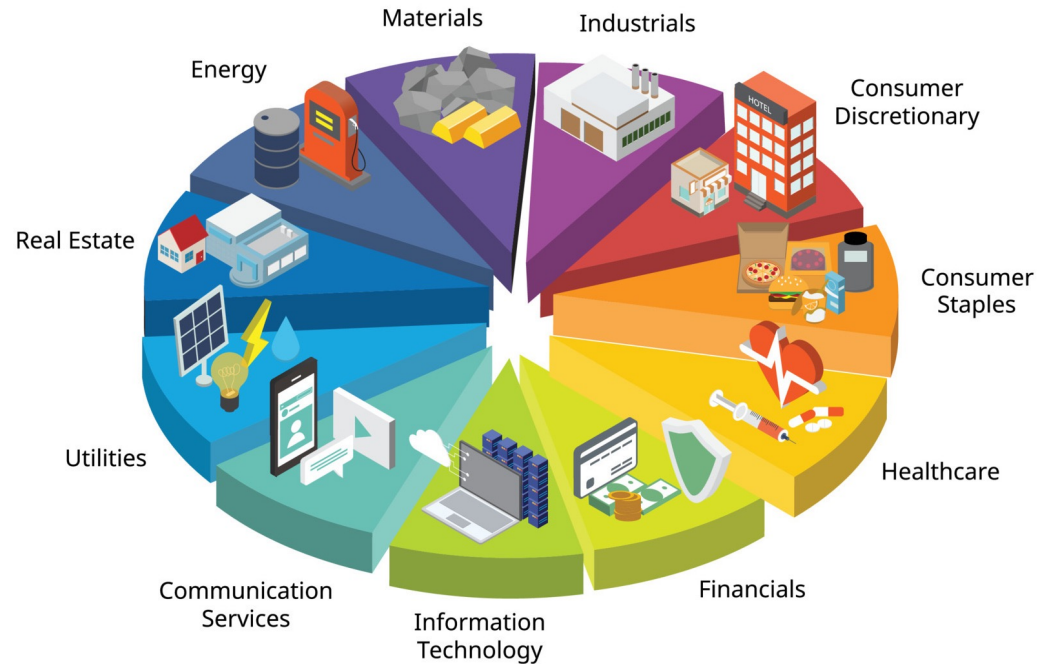 Materials
Industrials
Energy
Consumer
Discretionary
HOTEL
Real Estate
Consumer
Staples
Utilities
Healthcare
Communication
Services
Financials
Information
Technology